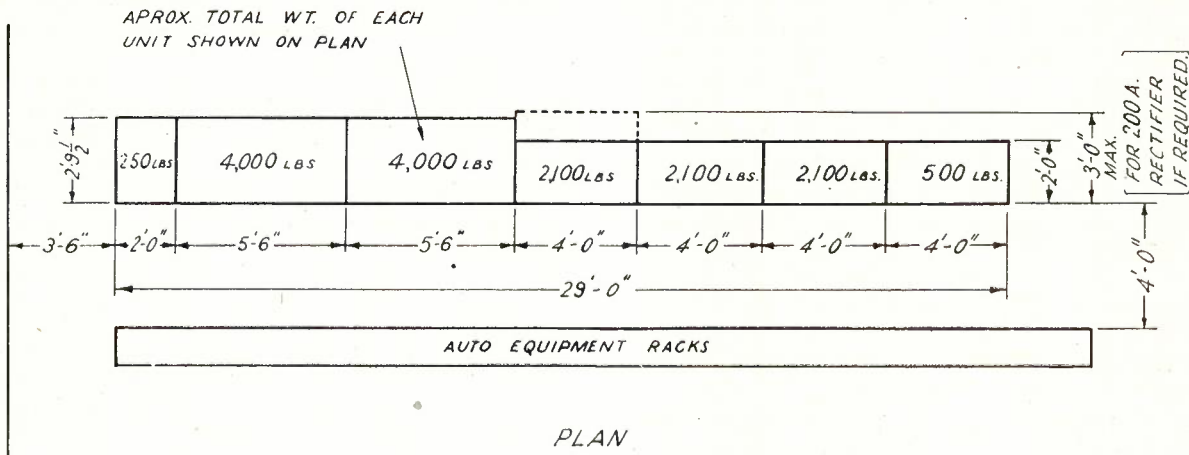 APROX. TOTAL WT. OF EACH
UNIT SHOWN ON PLAN
2'-9½"
250 LBS
4,000 LBS
4,000 LBS
2,100 LBS
2,100 LBS.
2,100 LBS.
500 LBS.
2'-0"
3'-0"
MAX.
[FOR 200 A.
RECTIFIER
IF REQUIRED.]
3'-6"
2'-0"
5'-6"
5'-6"
4'-0"
4'-0"
4'-0"
4'-0"
29'-0"
4'-0"
AUTO EQUIPMENT RACKS
PLAN